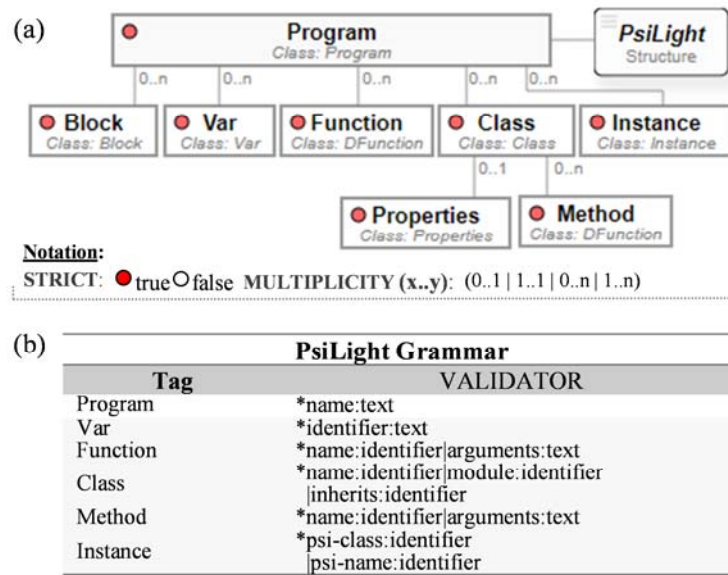 (a)
Program
Class: Program
PsiLight
Structure
0..n 0..n 0..n 0..n 0..n
Block Var Function Class Instance
Class: Block Class: Var Class: DFunction Class: Class Class: Instance
0..1 0..n
Properties Method
Class: Properties Class: DFunction
Notation:
STRICT: true false MULTIPLICITY (x..y): (0..1 | 1..1 | 0..n | 1..n)
(b)
PsiLight Grammar
Tag VALIDATOR
Program *name:text
Var *identifier:text
Function *name:identifier|arguments:text
Class *name:identifier|module:identifier
|inherits:identifier
Method *name:identifier|arguments:text
Instance *psi-class:identifier
|psi-name:identifier